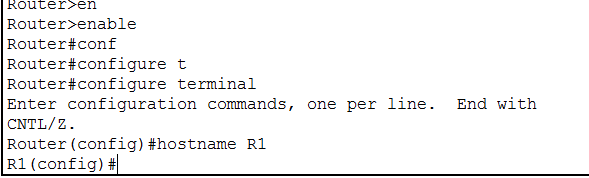 Router>en
Router>enable
Router#conf
Router#configure t
Router#configure terminal
Enter configuration commands, one per line.  End with
CNTL/Z.
Router(config)#hostname R1
R1(config)#